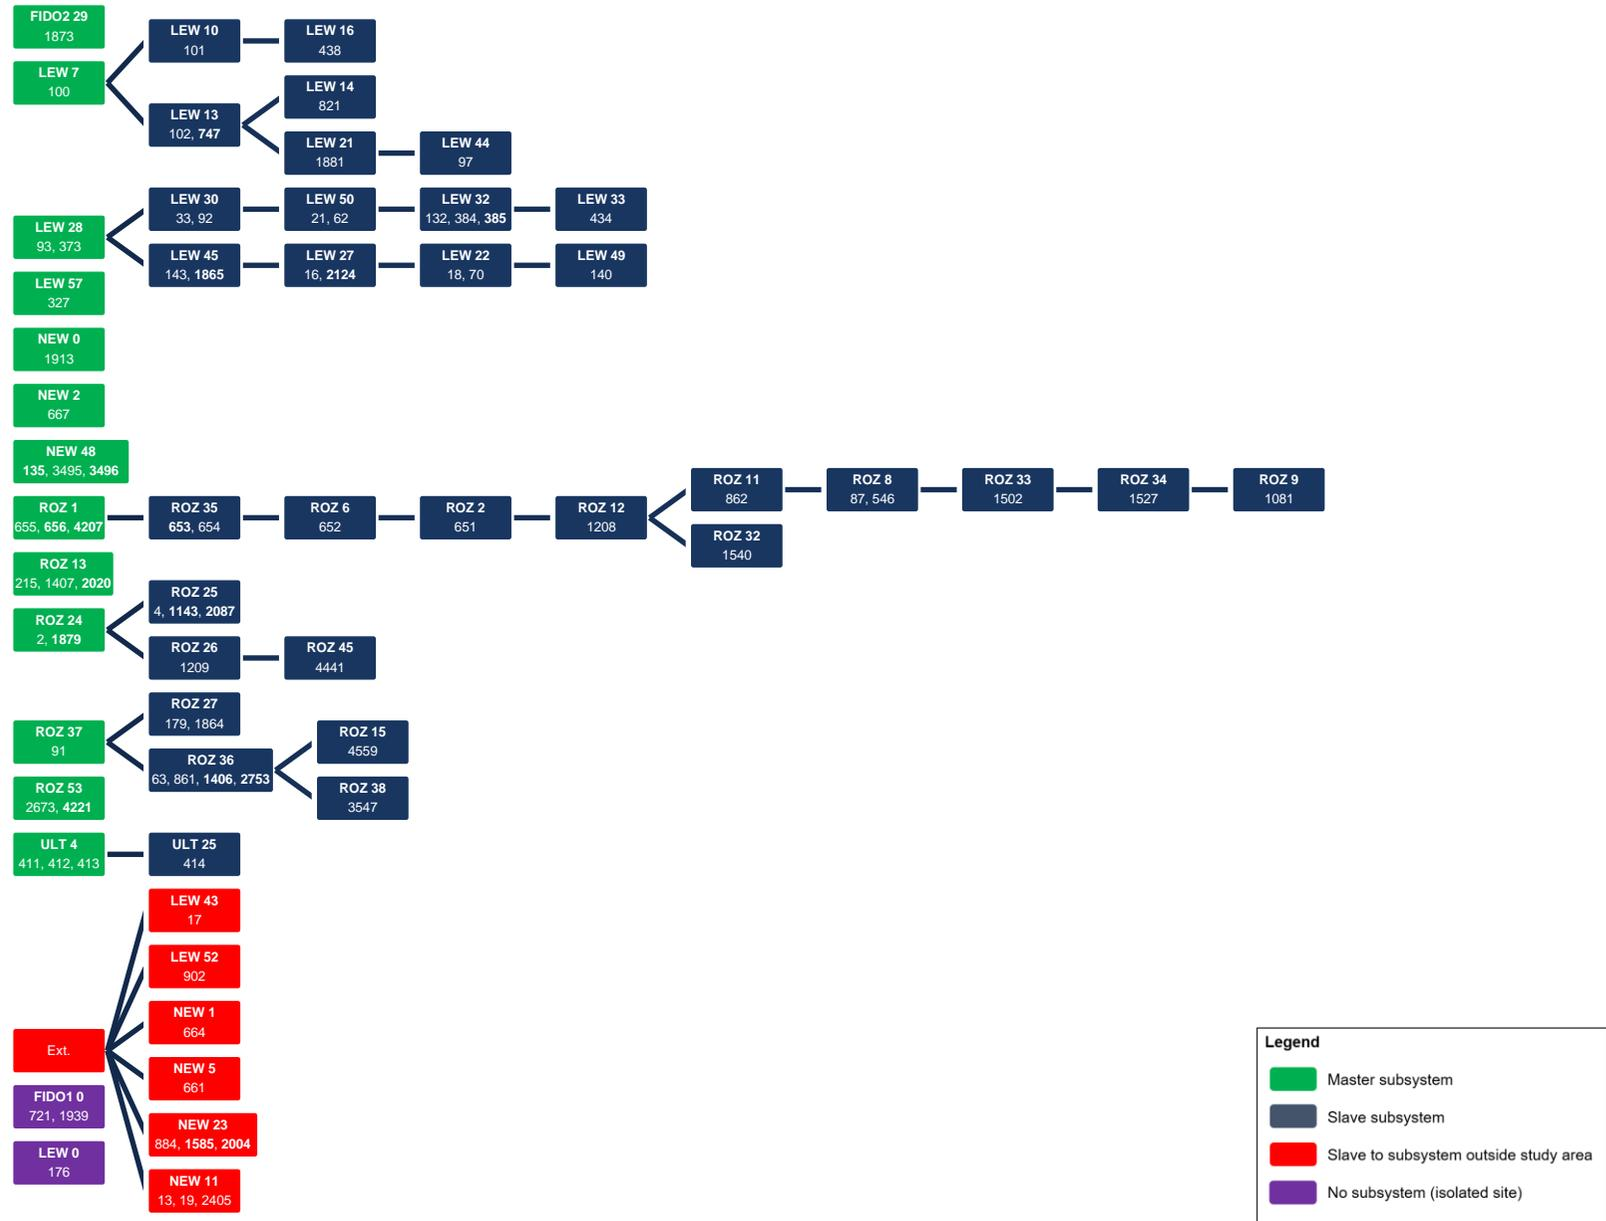 FIDO2 29
1873
LEW 7
100
LEW 10
101
LEW 16
438
LEW 13
102, 747
LEW 14
821
LEW 21
1881
LEW 44
97
LEW 28
93, 373
LEW 30
33, 92
LEW 50
21, 62
LEW 32
132, 384, 385
LEW 33
434
LEW 45
143, 1865
LEW 27
16, 2124
LEW 22
18, 70
LEW 49
140
LEW 57
327
NEW 0
1913
NEW 2
667
NEW 48
135, 3495, 3496
ROZ 1
655, 656, 4207
ROZ 35
653, 654
ROZ 6
652
ROZ 2
651
ROZ 12
1208
ROZ 11
862
ROZ 8
87, 546
ROZ 33
1502
ROZ 34
1527
ROZ 9
1081
ROZ 32
1540
ROZ 13
215, 1407, 2020
ROZ 24
2, 1879
ROZ 25
4, 1143, 2087
ROZ 26
1209
ROZ 45
4441
ROZ 37
91
ROZ 27
179, 1864
ROZ 36
63, 861, 1406, 2753
ROZ 15
4559
ROZ 38
3547
ROZ 53
2673, 4221
ULT 4
411, 412, 413
ULT 25
414
Ext.
LEW 43
17
LEW 52
902
NEW 1
664
NEW 5
661
NEW 23
884, 1585, 2004
NEW 11
13, 19, 2405
FIDO1 0
721, 1939
LEW 0
176
Legend
Master subsystem
Slave subsystem
Slave to subsystem outside study area
No subsystem (isolated site)